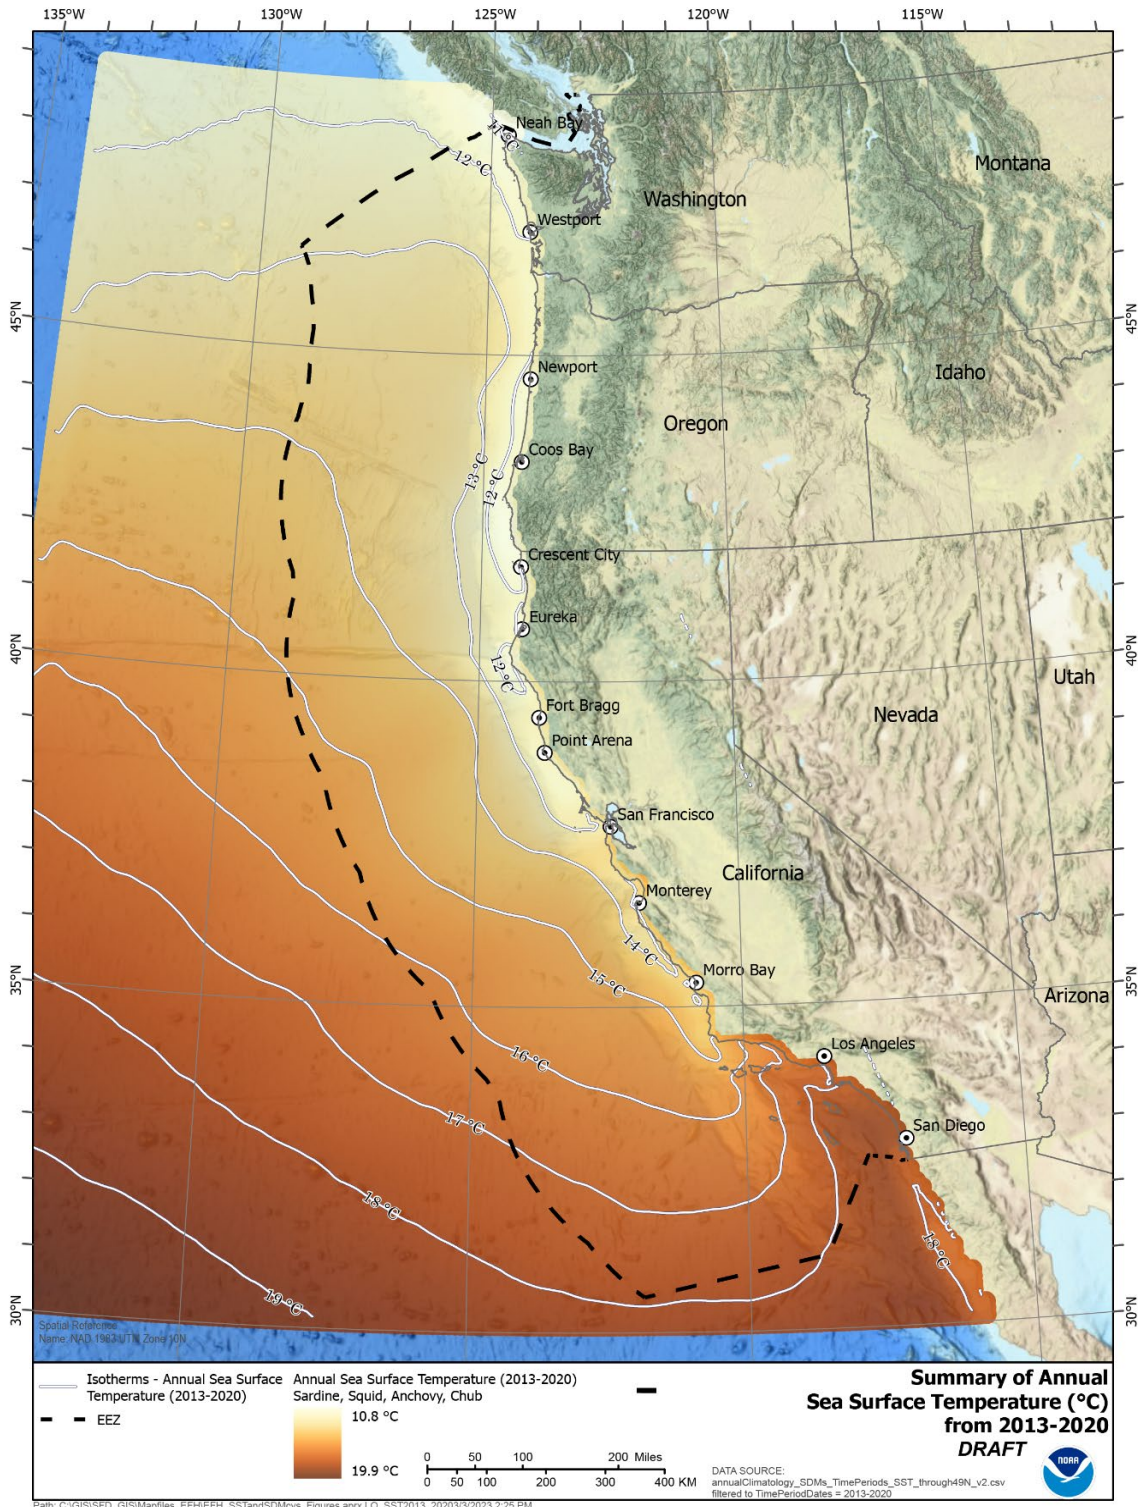 135°W 130°W 125°W 120°W 115°W
Neah Bay
11°C
12 °C
Montana
Washington
Westport
45°N
45°N
Newport
Idaho
Oregon
Coos Bay
13 °C
12 °C
Crescent City
Eureka
40°N
40°N
12 °C
Utah
Fort Bragg
Nevada
Point Arena
San Francisco
California
Monterey
14 °C
Morro Bay
35°N
35°N
15 °C
Arizona
Los Angeles
16 °C
17 °C
San Diego
18 °C
18 °C
19 °C
30°N
30°N
Spatial Reference
Name: NAD 1983 UTM Zone 10N
Isotherms - Annual Sea Surface
Temperature (2013-2020)
EEZ
Annual Sea Surface Temperature (2013-2020)
Sardine, Squid, Anchovy, Chub
10.8 °C
19.9 °C
0 50 100 200 Miles
0 50 100 200 300 400 KM
Summary of Annual
Sea Surface Temperature (°C)
from 2013-2020
DRAFT
NOAA
DATA SOURCE:
annualClimatology_SDMs_TimePeriods_SST_through49N_v2.csv
filtered to TimePeriodDates = 2013-2020